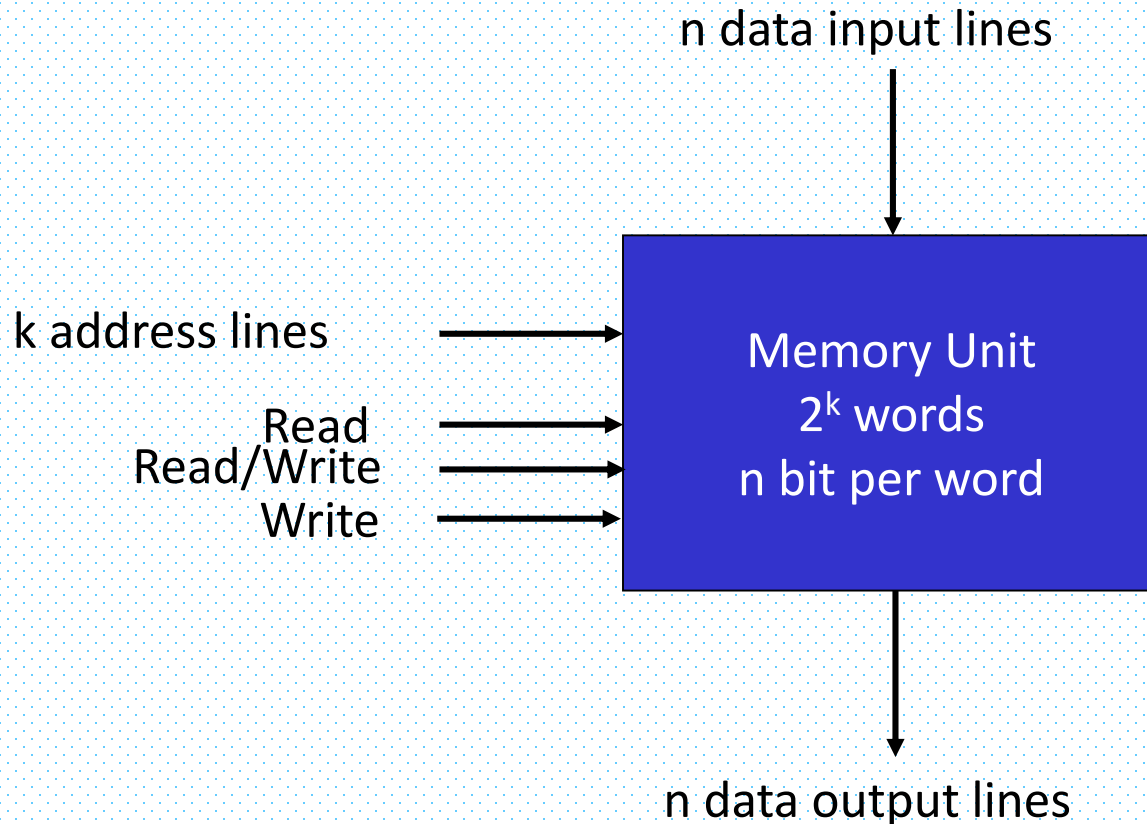 n data input lines
k address lines
Read
Read/Write
Write
Memory Unit
2ᵏ words
n bit per word
n data output lines